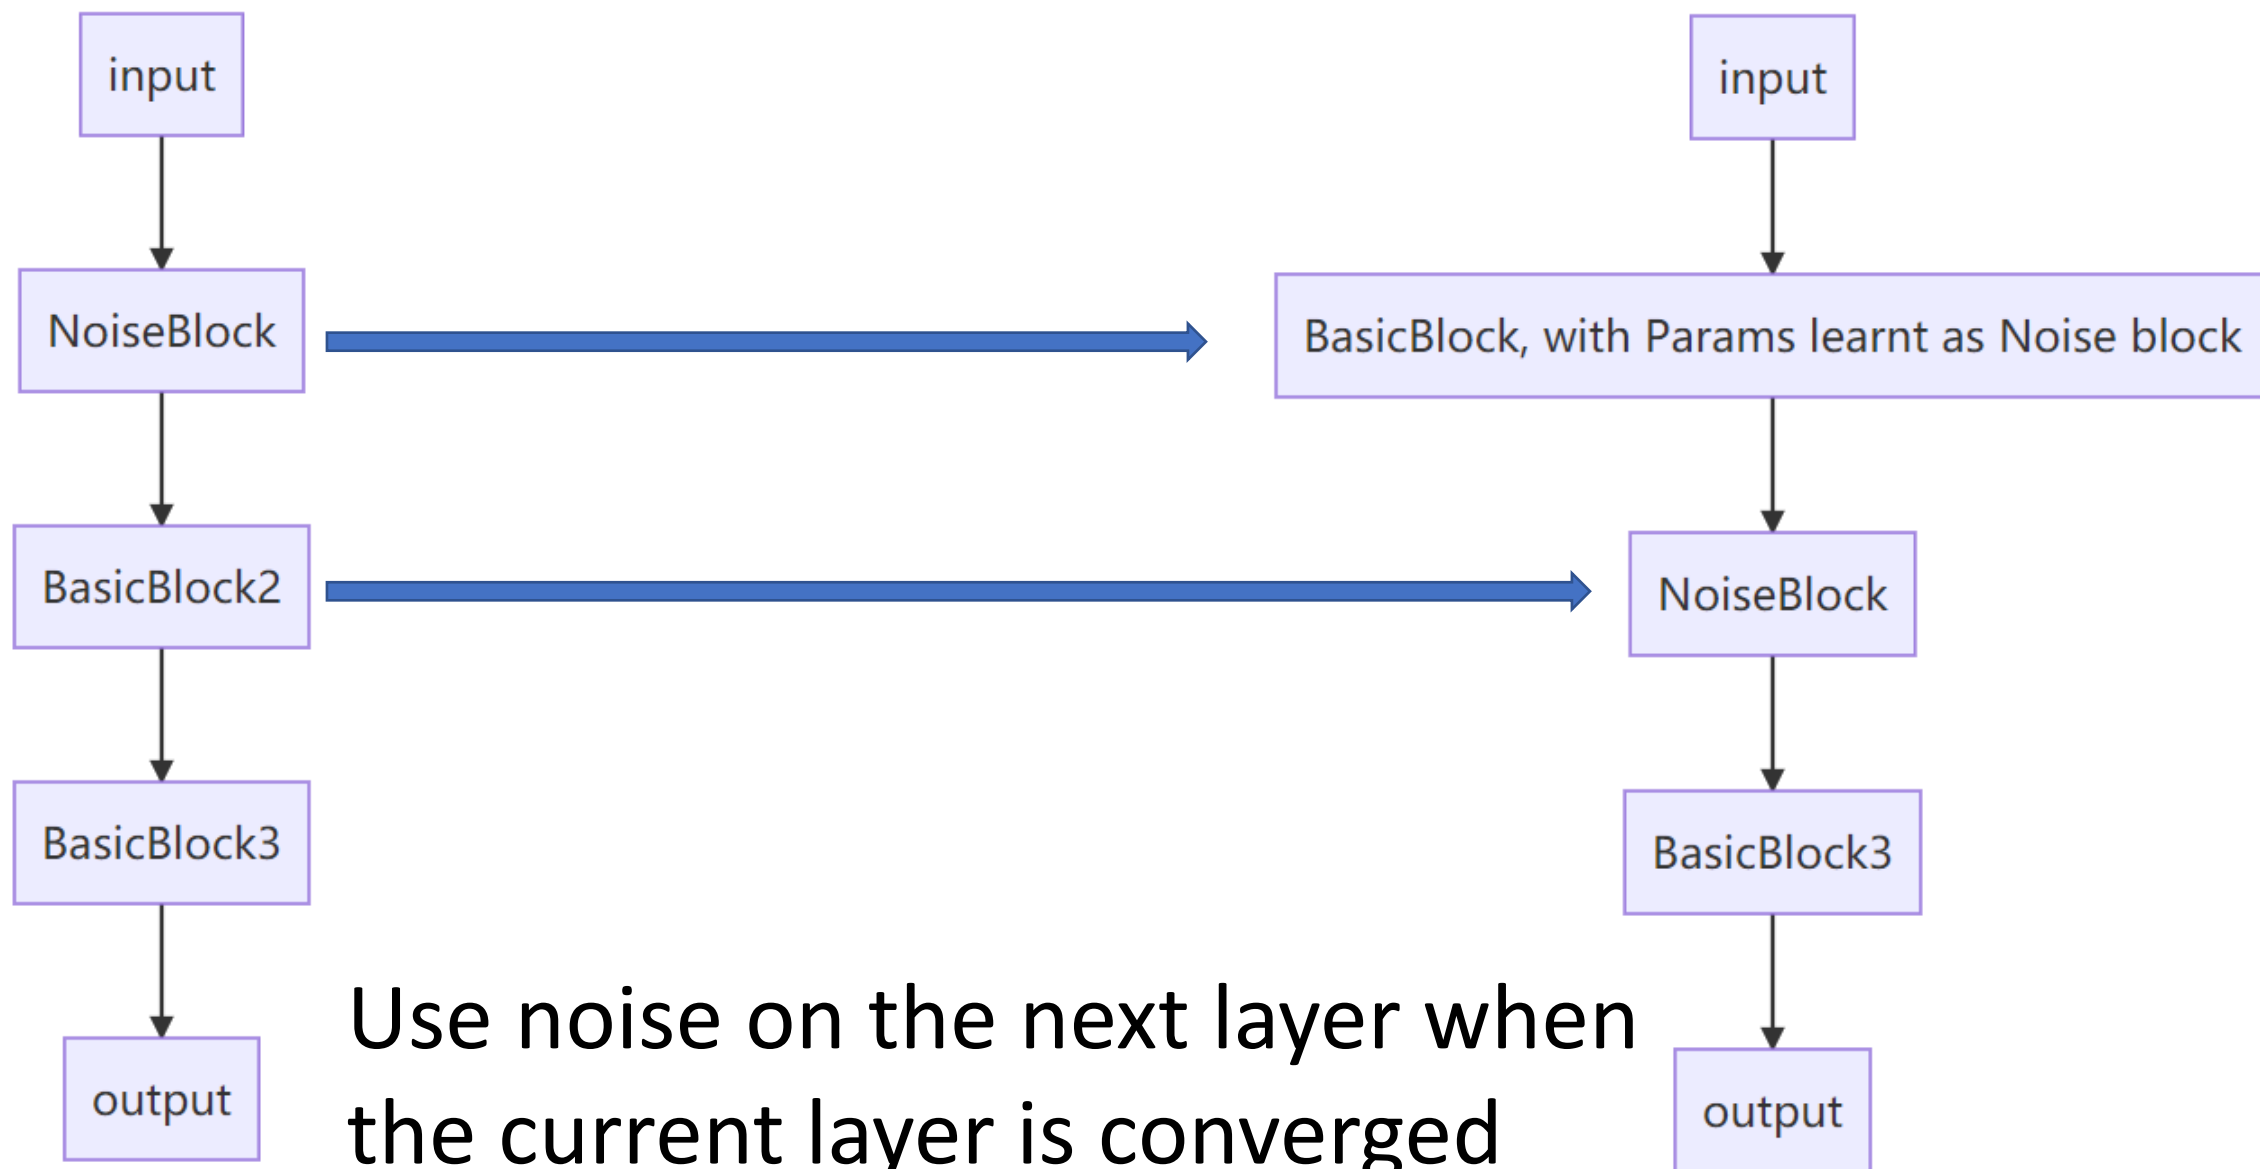 input
NoiseBlock
BasicBlock2
BasicBlock3
output
input
BasicBlock, with Params learnt as Noise block
NoiseBlock
BasicBlock3
output
Use noise on the next layer when
the current layer is converged